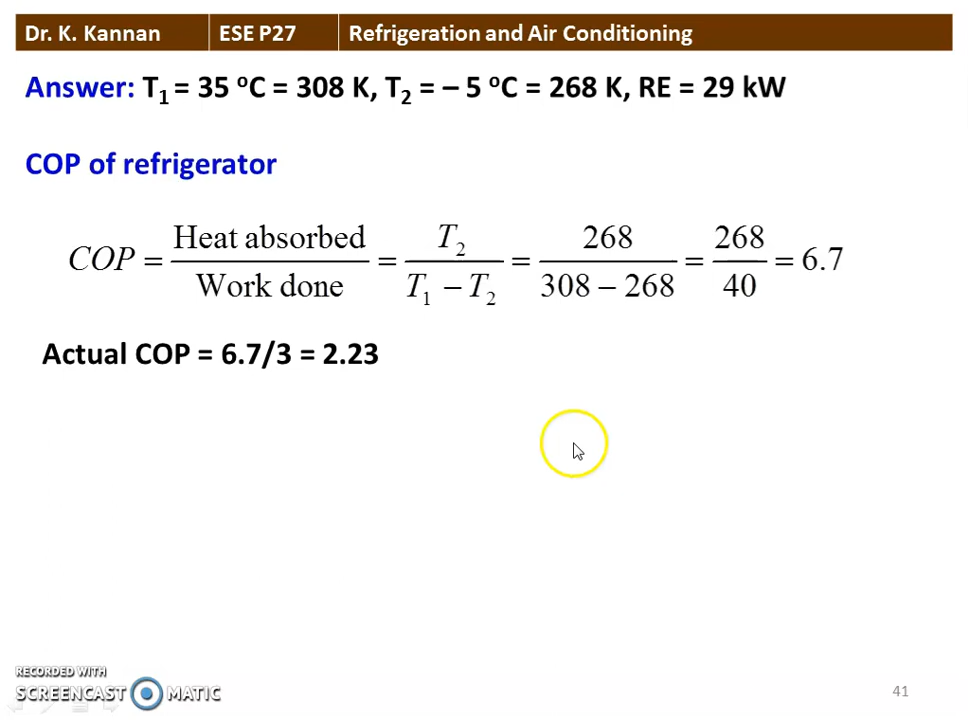 Dr. K. Kannan ESE P27 Refrigeration and Air Conditioning
Answer: T₁ = 35 ᵒC = 308 K, T₂ = – 5 ᵒC = 268 K, RE = 29 kW
COP of refrigerator
COP = Heat absorbed / Work done = T₂ / (T₁ − T₂) = 268 / (308 − 268) = 268 / 40 = 6.7
Actual COP = 6.7/3 = 2.23
RECORDED WITH
SCREENCAST MATIC
41